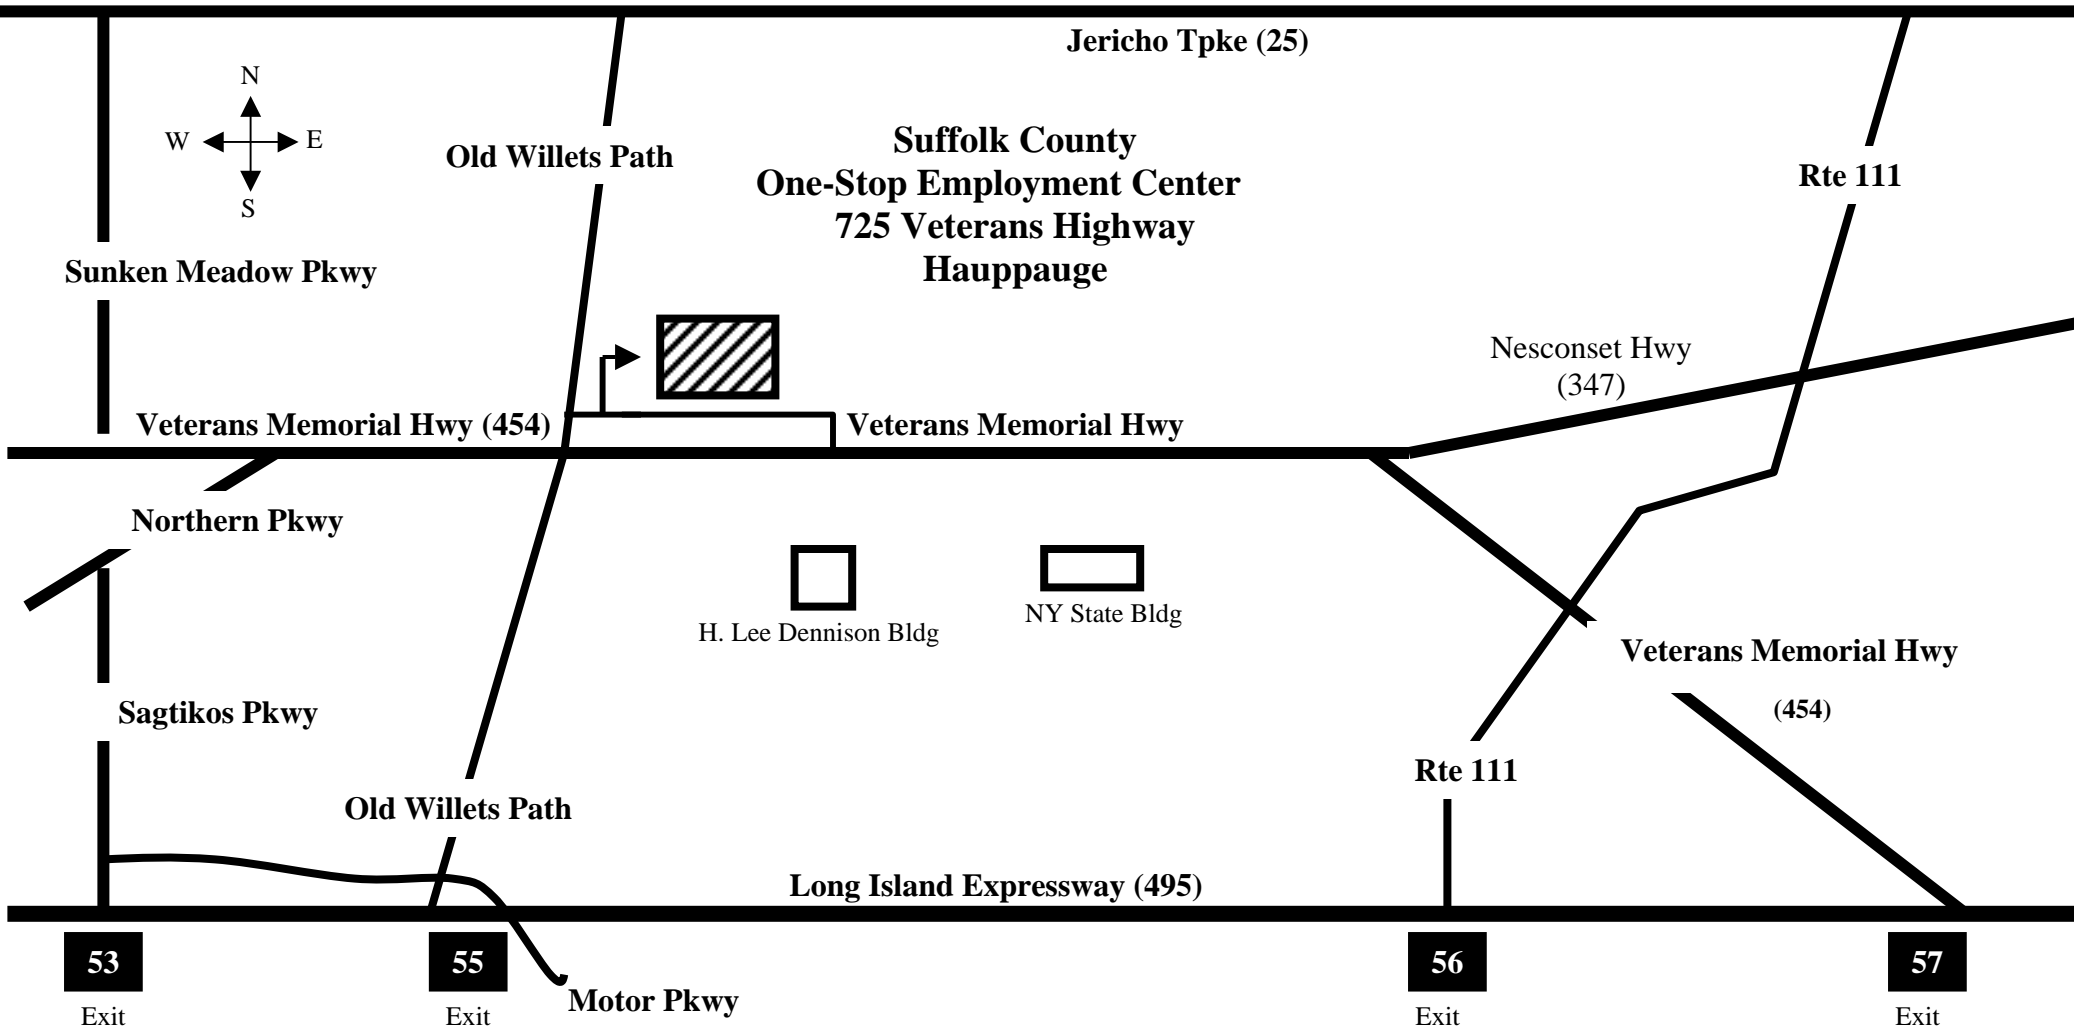 Jericho Tpke (25)
N
W
E
S
Old Willets Path
Suffolk County
One-Stop Employment Center
725 Veterans Highway
Hauppauge
Rte 111
Sunken Meadow Pkwy
Nesconset Hwy
(347)
Veterans Memorial Hwy (454)
Veterans Memorial Hwy
Northern Pkwy
H. Lee Dennison Bldg
NY State Bldg
Veterans Memorial Hwy
(454)
Sagtikos Pkwy
Rte 111
Old Willets Path
Long Island Expressway (495)
53
Exit
55
Exit
Motor Pkwy
56
Exit
57
Exit